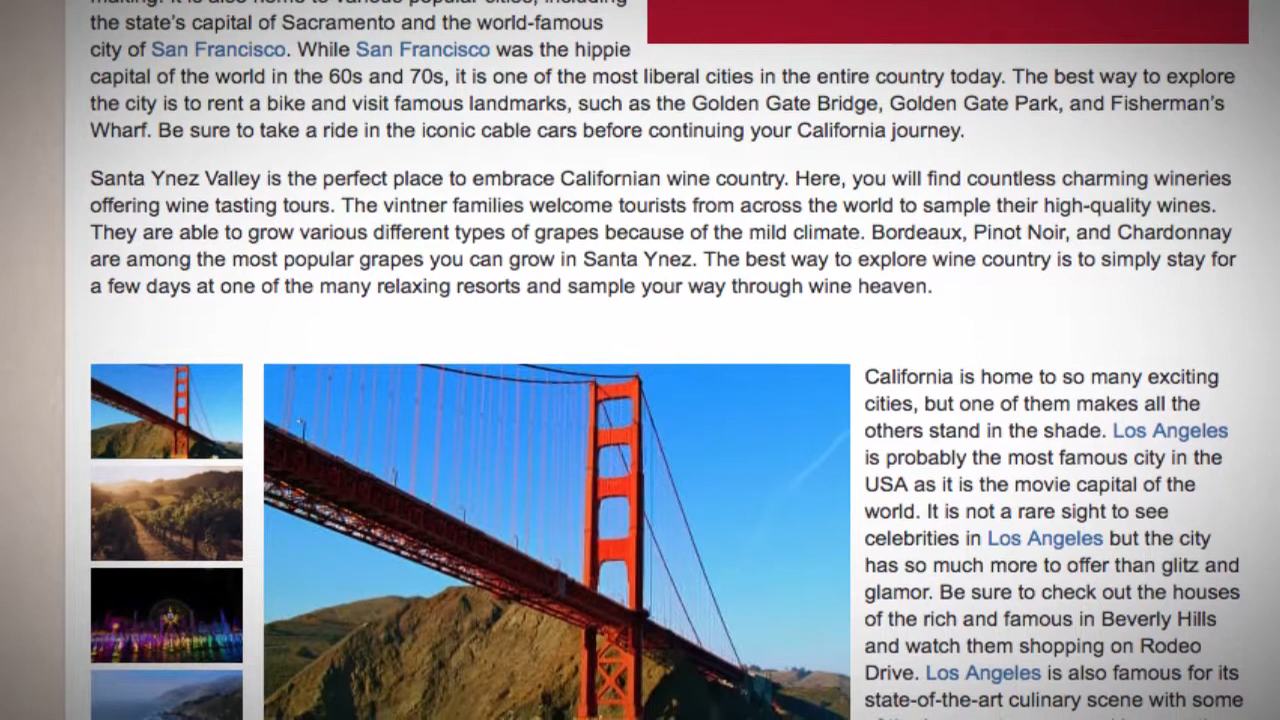 the state's capital of Sacramento and the world-famous
city of San Francisco. While San Francisco was the hippie
capital of the world in the 60s and 70s, it is one of the most liberal cities in the entire country today. The best way to explore
the city is to rent a bike and visit famous landmarks, such as the Golden Gate Bridge, Golden Gate Park, and Fisherman's
Wharf. Be sure to take a ride in the iconic cable cars before continuing your California journey.
Santa Ynez Valley is the perfect place to embrace Californian wine country. Here, you will find countless charming wineries
offering wine tasting tours. The vintner families welcome tourists from across the world to sample their high-quality wines.
They are able to grow various different types of grapes because of the mild climate. Bordeaux, Pinot Noir, and Chardonnay
are among the most popular grapes you can grow in Santa Ynez. The best way to explore wine country is to simply stay for
a few days at one of the many relaxing resorts and sample your way through wine heaven.
California is home to so many exciting
cities, but one of them makes all the
others stand in the shade. Los Angeles
is probably the most famous city in the
USA as it is the movie capital of the
world. It is not a rare sight to see
celebrities in Los Angeles but the city
has so much more to offer than glitz and
glamor. Be sure to check out the houses
of the rich and famous in Beverly Hills
and watch them shopping on Rodeo
Drive. Los Angeles is also famous for its
state-of-the-art culinary scene with some